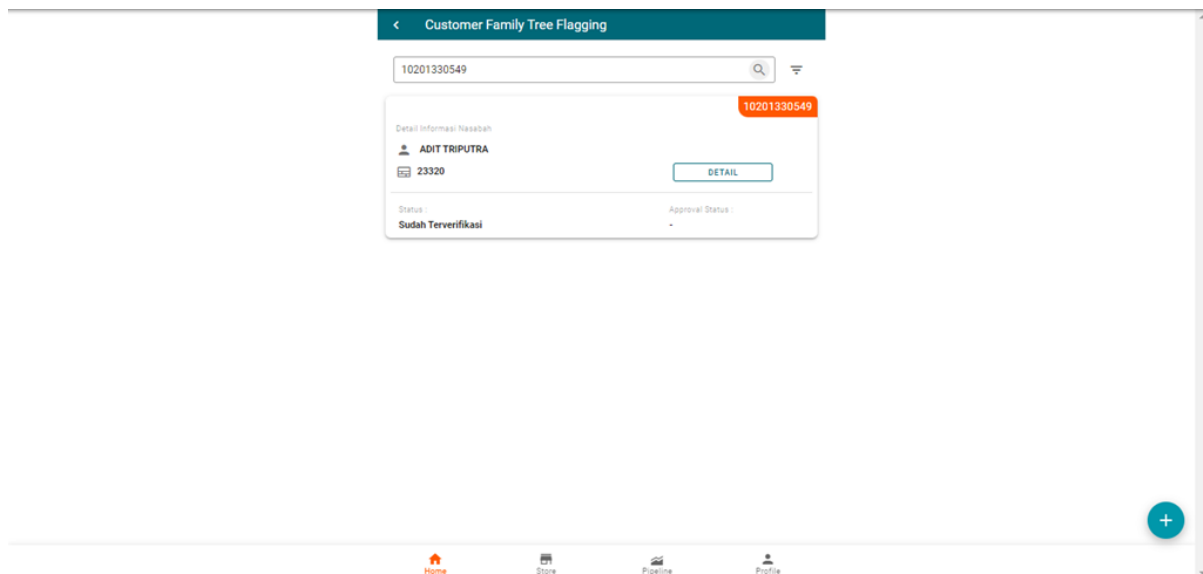 Customer Family Tree Flagging
10201330549
10201330549
Detail Informasi Nasabah
ADIT TRIPUTRA
23320
DETAIL
Status :
Approval Status :
Sudah Terverifikasi
-
Home
Store
Pipeline
Profile